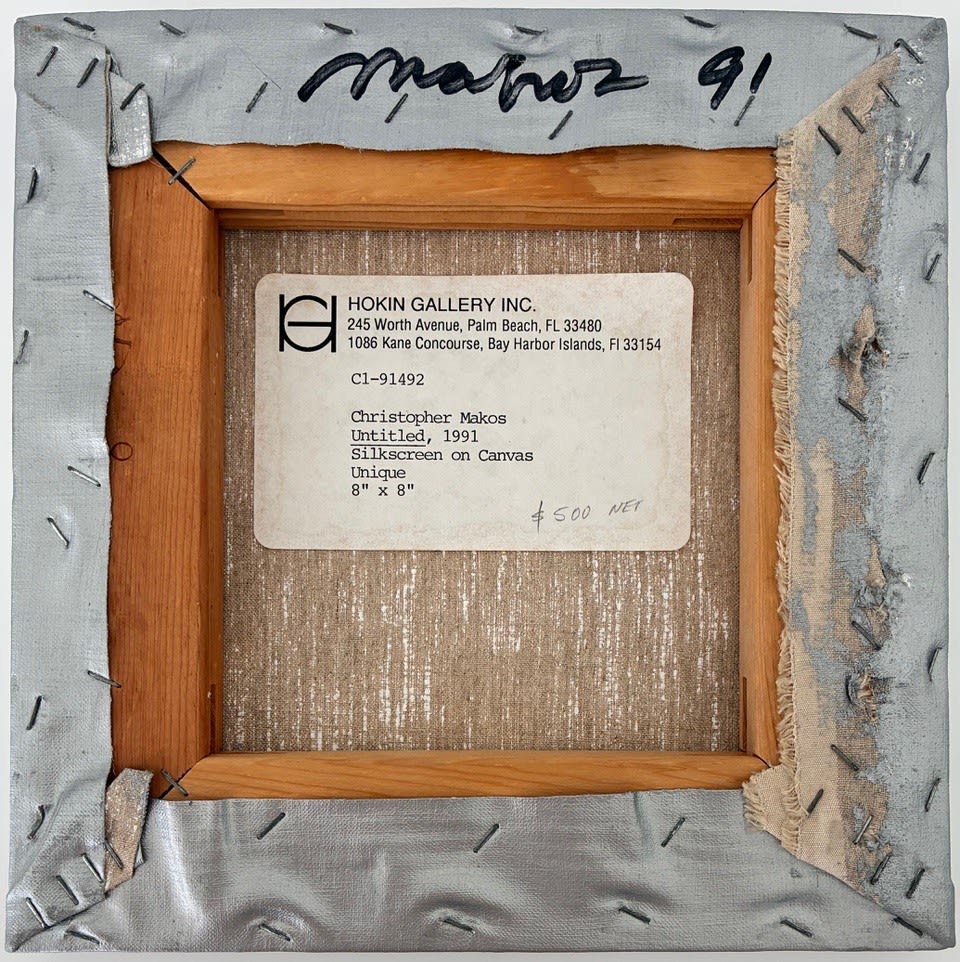 Makos 91
HOKIN GALLERY INC.
245 Worth Avenue, Palm Beach, FL 33480
1086 Kane Concourse, Bay Harbor Islands, Fl 33154
C1-91492
Christopher Makos
Untitled, 1991
Silkscreen on Canvas
Unique
8" x 8"
$500 NET